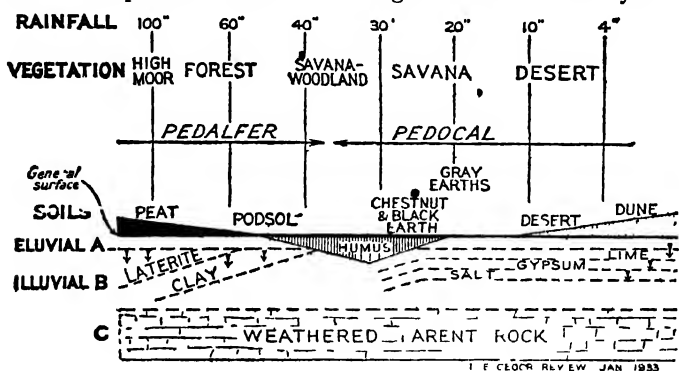 RAINFALL 100" 60" 40" 30" 20" 10" 4"
VEGETATION HIGH MOOR FOREST SAVANA-WOODLAND SAVANA DESERT
PEDALFER PEDOCAL
General surface
GRAY EARTHS
SOILS PEAT PODSOL CHESTNUT & BLACK EARTH DESERT DUNE
ELUVIAL A HUMUS LIME
LATERITE GYPSUM
ILLUVIAL B CLAY SALT
C WEATHERED ARENT ROCK
REVIEW JAN 1933